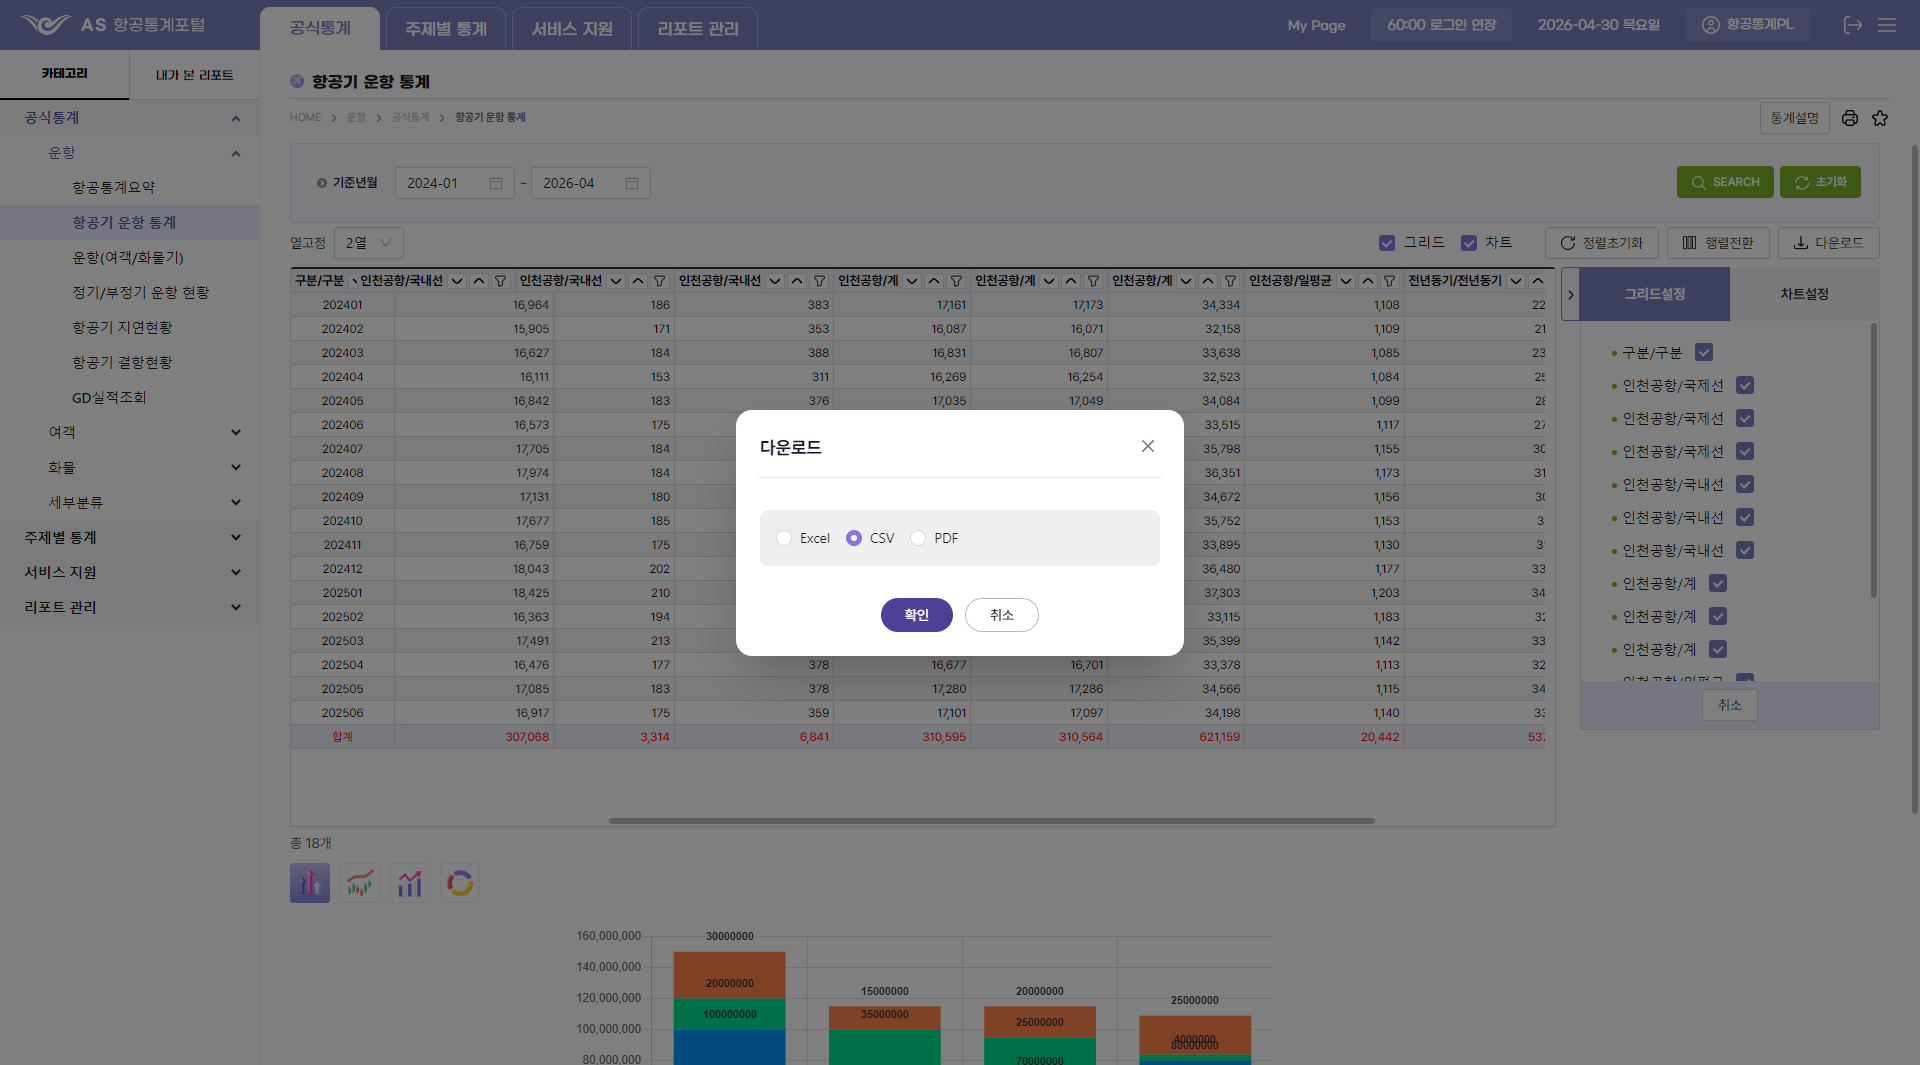 AS 항공통계포털
공식통계
주제별 통계
서비스 지원
리포트 관리
My Page
60:00 로그인 연장
2026-04-30 목요일
항공통계PL
카테고리
내가 본 리포트
공식통계
운항
항공통계요약
항공기 운항 통계
운항(여객/화물기)
정기/부정기 운항 현황
항공기 지연현황
항공기 결항현황
GD실적조회
여객
화물
세부분류
주제별 통계
서비스 지원
리포트 관리
항공기 운항 통계
HOME > 운항 > 공식통계 > 항공기 운항 통계
통계설명
기준년월 2024-01 ~ 2026-04
SEARCH
초기화
열고정 2열
그리드 차트
정렬초기화
행렬전환
다운로드
구분/구분 인천공항/국내선 인천공항/국내선 인천공항/국내선 인천공항/계 인천공항/계 인천공항/계 인천공항/일평균 전년동기/전년동기
202401 16,964 186 383 17,161 17,173 34,334 1,108 22
202402 15,905 171 353 16,087 16,071 32,158 1,109 21
202403 16,627 184 388 16,831 16,807 33,638 1,085 23
202404 16,111 153 311 16,269 16,254 32,523 1,084 25
202405 16,842 183 376 17,035 17,049 34,084 1,099 28
202406 16,573 175 33,515 1,117 27
202407 17,705 184 35,798 1,155 30
202408 17,974 184 36,351 1,173 31
202409 17,131 180 34,672 1,156 30
202410 17,677 185 35,752 1,153 3
202411 16,759 175 33,895 1,130 31
202412 18,043 202 36,480 1,177 33
202501 18,425 210 37,303 1,203 34
202502 16,363 194 33,115 1,183 32
202503 17,491 213 35,399 1,142 33
202504 16,476 177 378 16,677 16,701 33,378 1,113 32
202505 17,085 183 378 17,280 17,286 34,566 1,115 34
202506 16,917 175 359 17,101 17,097 34,198 1,140 33
합계 307,068 3,314 6,841 310,595 310,564 621,159 20,442 537
총 18개
그리드설정
차트설정
구분/구분
인천공항/국제선
인천공항/국제선
인천공항/국제선
인천공항/국내선
인천공항/국내선
인천공항/국내선
인천공항/계
인천공항/계
인천공항/계
인천공항/일평균
취소
다운로드
Excel CSV PDF
확인
취소
160,000,000
140,000,000
120,000,000
100,000,000
80,000,000
30000000
20000000
100000000
15000000
35000000
20000000
25000000
70000000
25000000
4000000
80000000